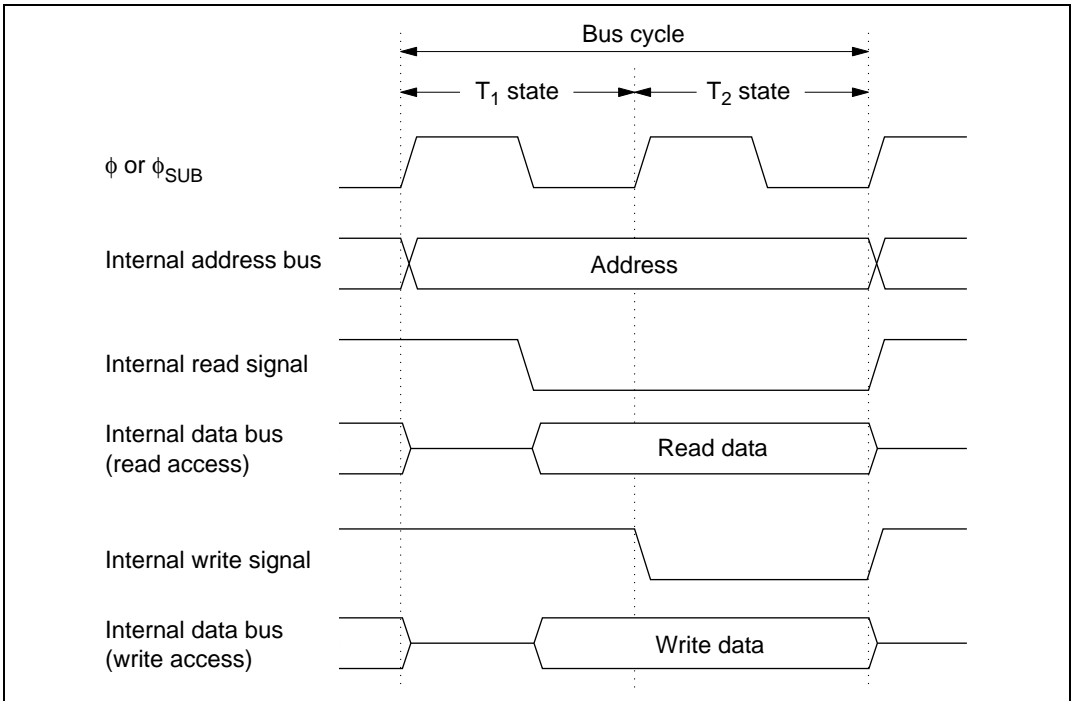 Bus cycle
T1 state
T2 state
ϕ or ϕSUB
Internal address bus
Address
Internal read signal
Internal data bus
(read access)
Read data
Internal write signal
Internal data bus
(write access)
Write data